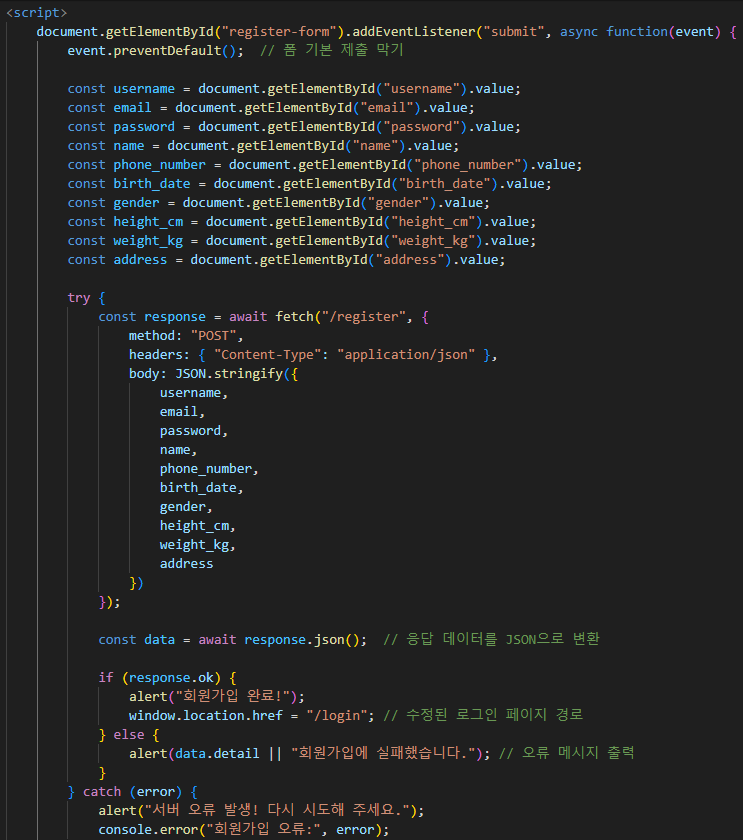 <script>
document.getElementById("register-form").addEventListener("submit", async function(event) {
event.preventDefault();  // 폼 기본 제출 막기
const username = document.getElementById("username").value;
const email = document.getElementById("email").value;
const password = document.getElementById("password").value;
const name = document.getElementById("name").value;
const phone_number = document.getElementById("phone_number").value;
const birth_date = document.getElementById("birth_date").value;
const gender = document.getElementById("gender").value;
const height_cm = document.getElementById("height_cm").value;
const weight_kg = document.getElementById("weight_kg").value;
const address = document.getElementById("address").value;
try {
const response = await fetch("/register", {
method: "POST",
headers: { "Content-Type": "application/json" },
body: JSON.stringify({
username,
email,
password,
name,
phone_number,
birth_date,
gender,
height_cm,
weight_kg,
address
})
});
const data = await response.json();  // 응답 데이터를 JSON으로 변환
if (response.ok) {
alert("회원가입 완료!");
window.location.href = "/login"; // 수정된 로그인 페이지 경로
} else {
alert(data.detail || "회원가입에 실패했습니다."); // 오류 메시지 출력
}
} catch (error) {
alert("서버 오류 발생! 다시 시도해 주세요.");
console.error("회원가입 오류:", error);